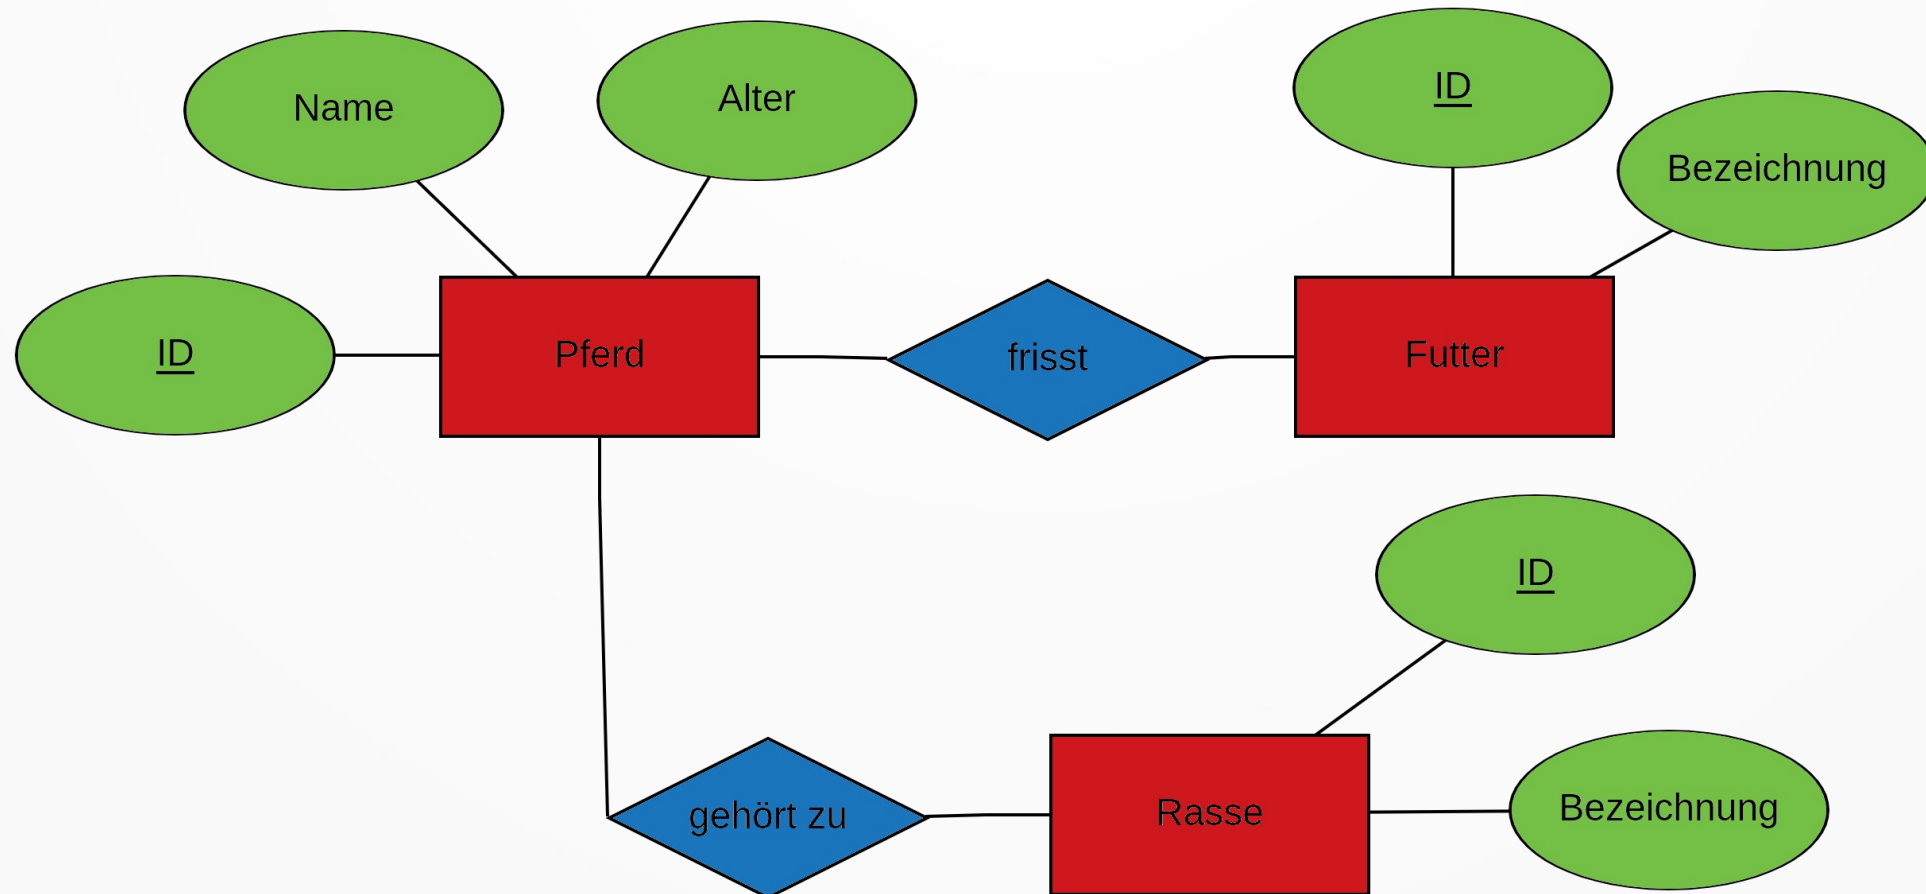 Name
Alter
ID
Bezeichnung
ID
Pferd
frisst
Futter
ID
gehört zu
Rasse
Bezeichnung